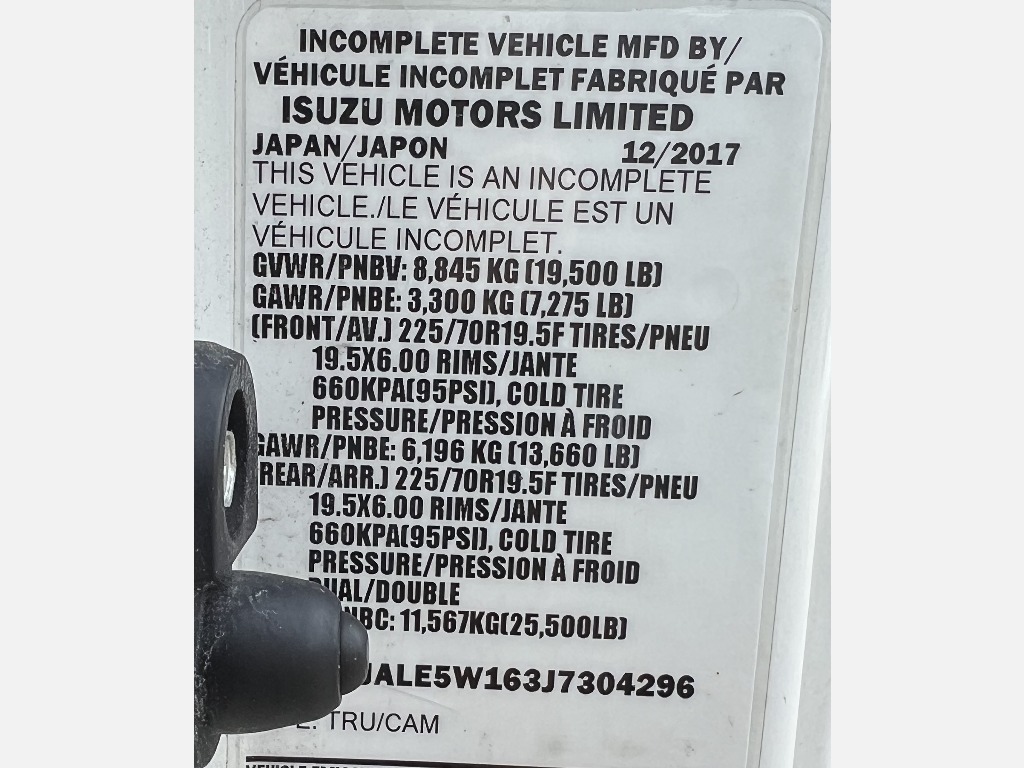 INCOMPLETE VEHICLE MFD BY/
VÉHICULE INCOMPLET FABRIQUÉ PAR
ISUZU MOTORS LIMITED
JAPAN/JAPON 12/2017
THIS VEHICLE IS AN INCOMPLETE
VEHICLE./LE VÉHICULE EST UN
VÉHICULE INCOMPLET.
GVWR/PNBV: 8,845 KG (19,500 LB)
GAWR/PNBE: 3,300 KG (7,275 LB)
(FRONT/AV.) 225/70R19.5F TIRES/PNEU
19.5X6.00 RIMS/JANTE
660KPA(95PSI), COLD TIRE
PRESSURE/PRESSION À FROID
GAWR/PNBE: 6,196 KG (13,660 LB)
(REAR/ARR.) 225/70R19.5F TIRES/PNEU
19.5X6.00 RIMS/JANTE
660KPA(95PSI), COLD TIRE
PRESSURE/PRESSION À FROID
DUAL/DOUBLE
NBC: 11,567KG(25,500LB)
JALE5W163J7304296
TRU/CAM